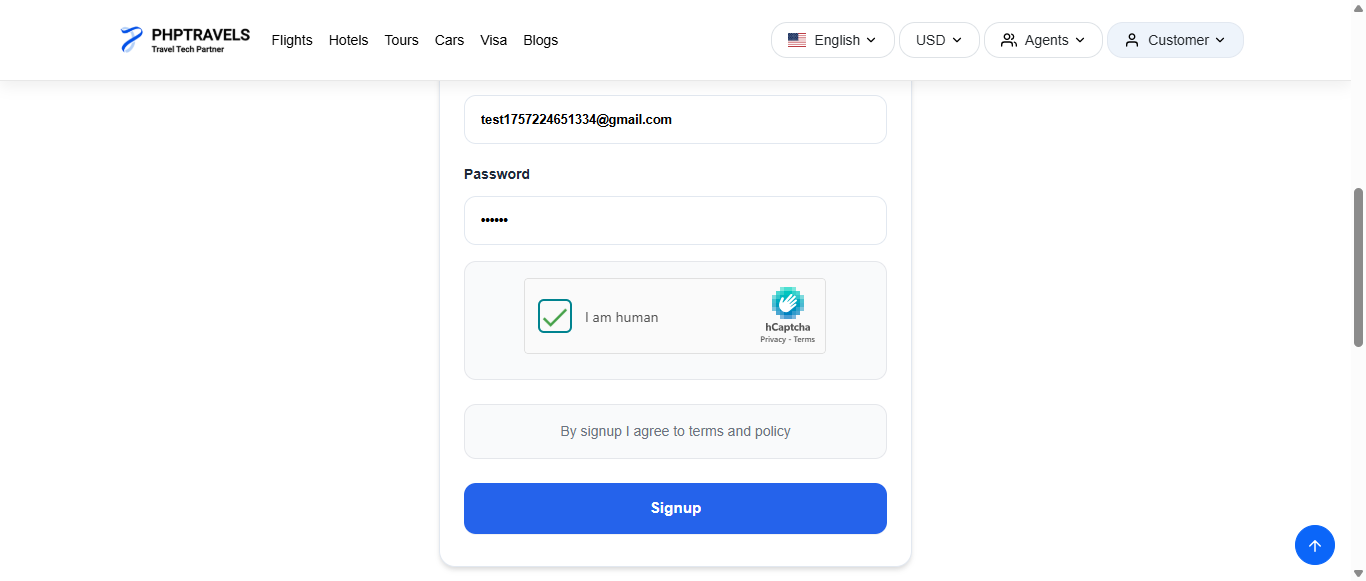 PHPTRAVELS
Travel Tech Partner
Flights Hotels Tours Cars Visa Blogs
English USD Agents Customer
test1757224651334@gmail.com
Password
••••••
I am human
hCaptcha
Privacy - Terms
By signup I agree to terms and policy
Signup